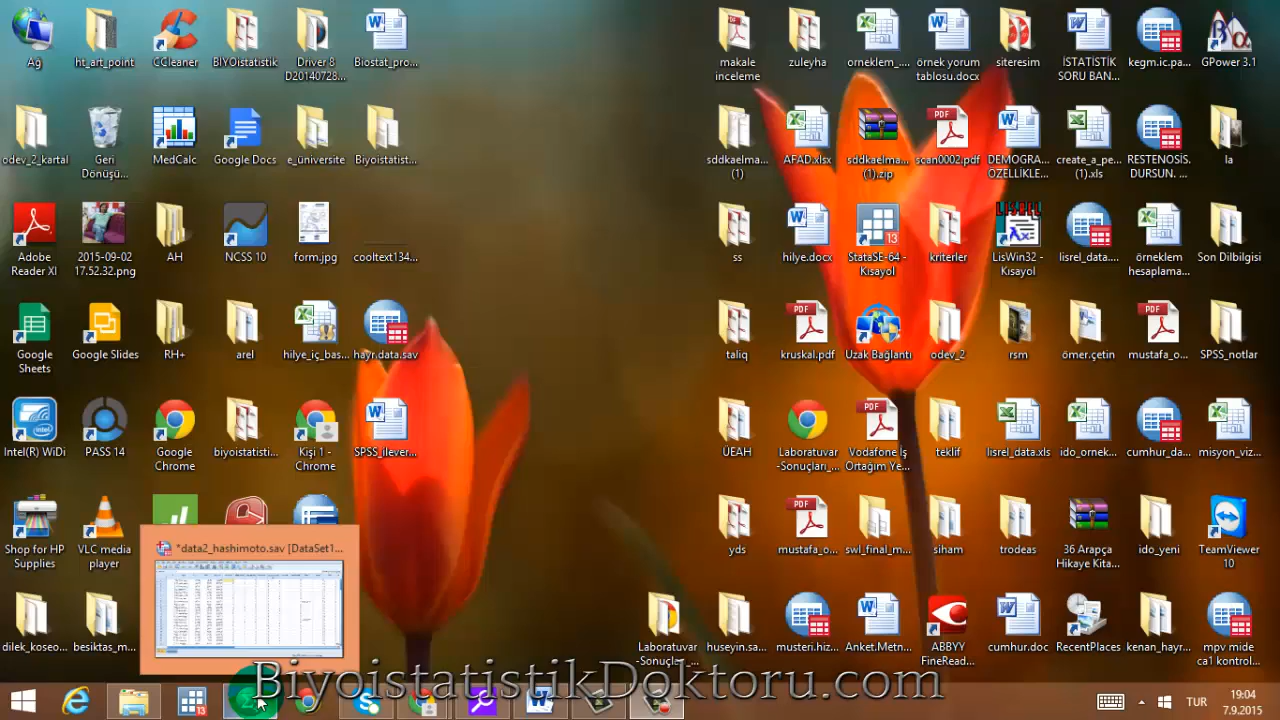 Ağ
ht_art_point
CCleaner
BİYOistatistik
Driver 8
D20140728...
Biostat_pro...
makale
inceleme
zuleyha
orneklem_...
örnek yorum
tablosu.docx
siteresim
İSTATİSTİK
SORU BAN...
kegm.ic.pa...
GPower 3.1
odev_2_kartal
Geri
Dönüşü...
MedCalc
Google Docs
e_üniversite
Biyoistatist...
sddkaelma...
(1)
AFAD.xlsx
sddkaelma...
(1).zip
scan0002.pdf
DEMOGRA...
OZELLİKLE...
create_a_pe...
(1).xls
RESTENOSİS.
DURSUN. ...
la
Adobe
Reader XI
2015-09-02
17.52.32.png
AH
NCSS 10
form.jpg
cooltext134...
ss
hilye.docx
StataSE-64 -
Kısayol
kriterler
LisWin32 -
Kısayol
lisrel_data....
örneklem
hesaplama...
Son Dilbilgisi
Google
Sheets
Google Slides
RH+
arel
hilye_iç_bas...
hayr.data.sav
taliq
kruskal.pdf
Uzak Bağlantı
odev_2
rsm
ömer.çetin
mustafa_o...
SPSS_notlar
Intel(R) WiDi
PASS 14
Google
Chrome
biyoistatisti...
Kişi 1 -
Chrome
SPSS_ilever...
ÜEAH
Laboratuvar
-Sonuçları_...
Vodafone İş
Ortağım Ye...
teklif
lisrel_data.xls
ido_ornek...
cumhur_da...
misyon_viz...
Shop for HP
Supplies
VLC media
player
*data2_hashimoto.sav [DataSet1...
yds
mustafa_o...
swl_final_m...
siham
trodeas
36 Arapça
Hikaye Kita...
ido_yeni
TeamViewer
10
dilek_koseo...
besiktas_m...
Laboratuvar
-Sonuçları_...
huseyin.sa...
musteri.hiz...
Anket.Metn...
ABBYY
FineRead...
cumhur.doc
RecentPlaces
kenan_hayr...
mpv mide
ca1 kontrol...
BiyoistatistikDoktoru.com
TUR
19:04
7.9.2015